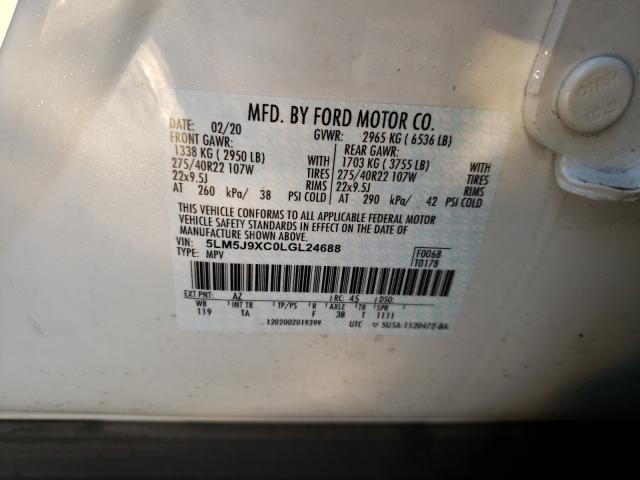 MFD. BY FORD MOTOR CO.
DATE: 02/20 GVWR: 2965 KG ( 6536 LB)
FRONT GAWR: REAR GAWR:
1338 KG ( 2950 LB) WITH 1703 KG ( 3755 LB) WITH
275/40R22 107W TIRES 275/40R22 107W TIRES
22x9.5J RIMS 22x9.5J RIMS
AT 260 kPa/ 38 PSI COLD AT 290 kPa/ 42 PSI COLD
THIS VEHICLE CONFORMS TO ALL APPLICABLE FEDERAL MOTOR
VEHICLE SAFETY STANDARDS IN EFFECT ON THE DATE OF
MANUFACTURE SHOWN ABOVE.
VIN: 5LM5J9XC0LGL24688 F0068
TYPE: MPV T0178
EXT PNT: AZ RC: 45 DSO:
WB INT TR TP/PS R AXLE TR SPR
119 TA F 38 T 1111
1202002019399 UTC